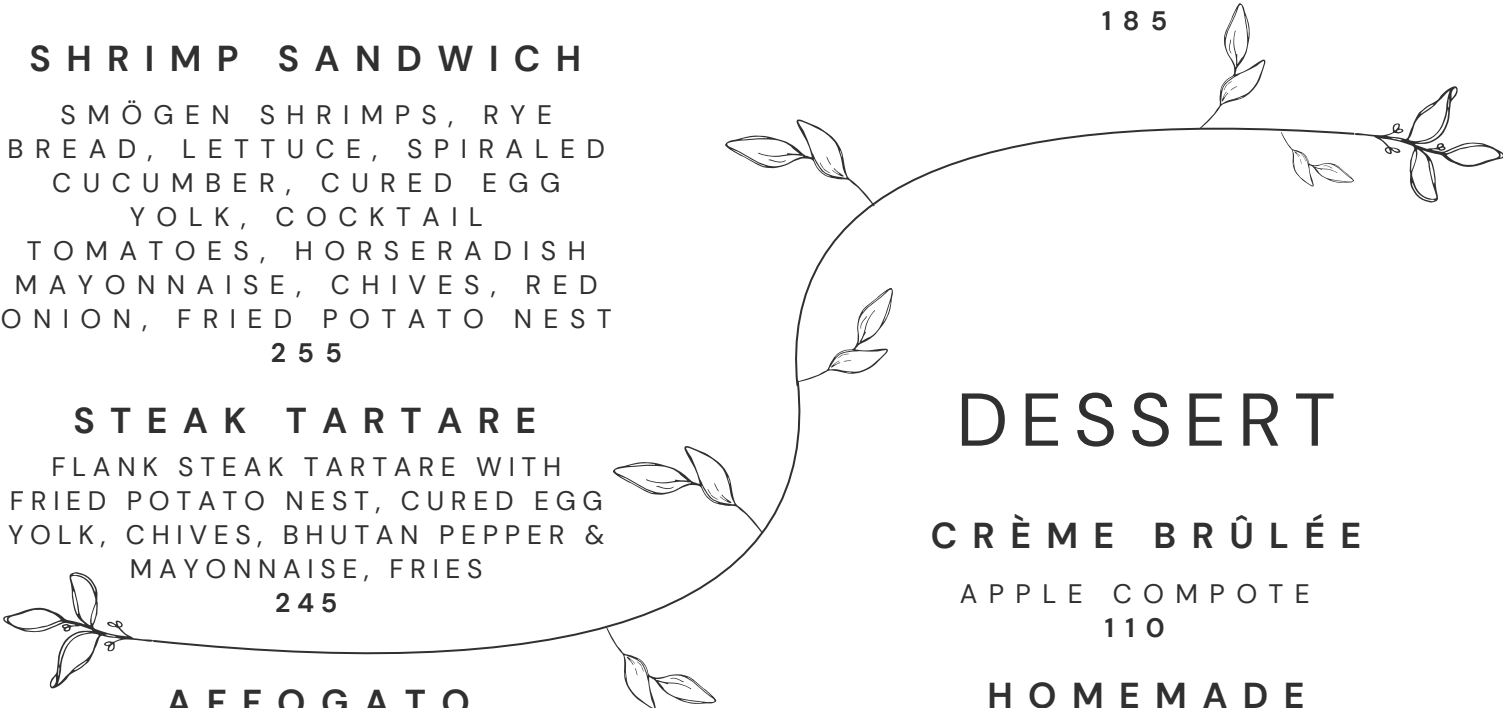 SHRIMP SANDWICH
SMÖGEN SHRIMPS, RYE
BREAD, LETTUCE, SPIRALED
CUCUMBER, CURED EGG
YOLK, COCKTAIL
TOMATOES, HORSERADISH
MAYONNAISE, CHIVES, RED
ONION, FRIED POTATO NEST
255
STEAK TARTARE
FLANK STEAK TARTARE WITH
FRIED POTATO NEST, CURED EGG
YOLK, CHIVES, BHUTAN PEPPER &
MAYONNAISE, FRIES
245
AFFOGATO
185
DESSERT
CRÈME BRÛLÉE
APPLE COMPOTE
110
HOMEMADE